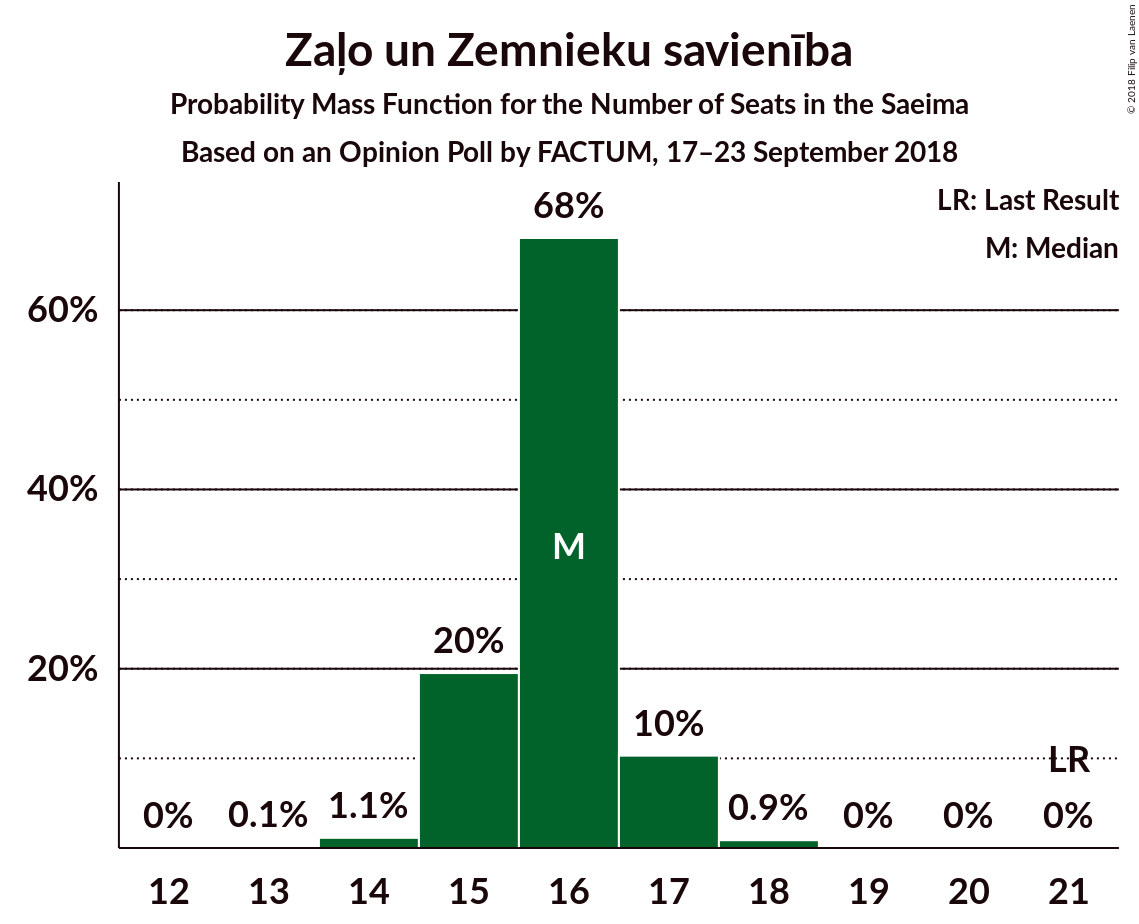 Zaļo un Zemnieku savienība
Probability Mass Function for the Number of Seats in the Saeima
Based on an Opinion Poll by FACTUM, 17–23 September 2018
© 2018 Filip van Laenen
LR: Last Result
M: Median
68%
60%
40%
M
20%
20%
10%
LR
0%
0.1%
1.1%
0.9%
0%
0%
0%
12
13
14
15
16
17
18
19
20
21